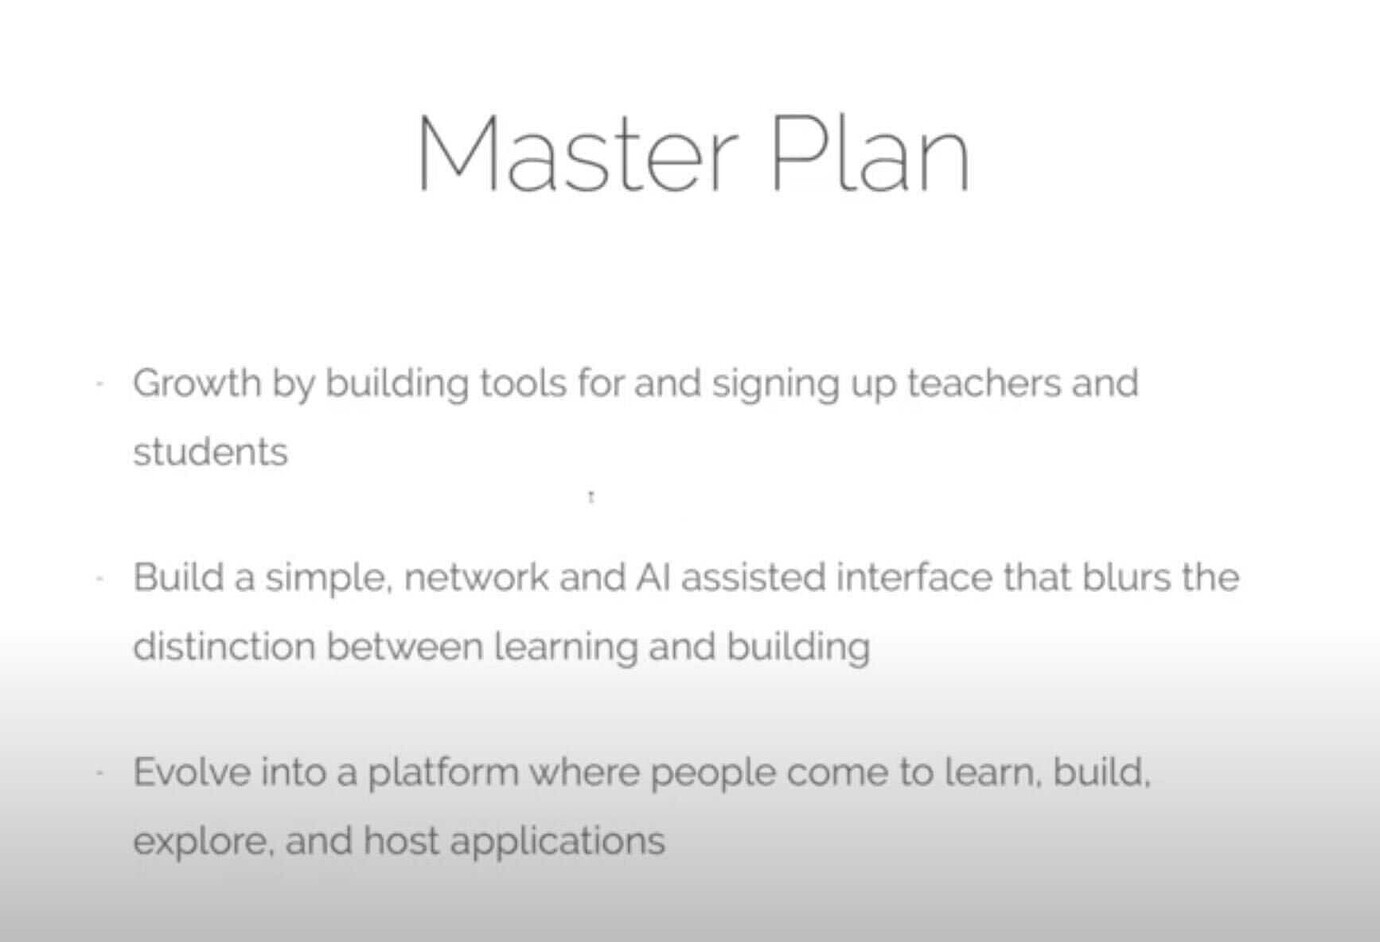 Master Plan
· Growth by building tools for and signing up teachers and
students
· Build a simple, network and AI assisted interface that blurs the
distinction between learning and building
· Evolve into a platform where people come to learn, build,
explore, and host applications